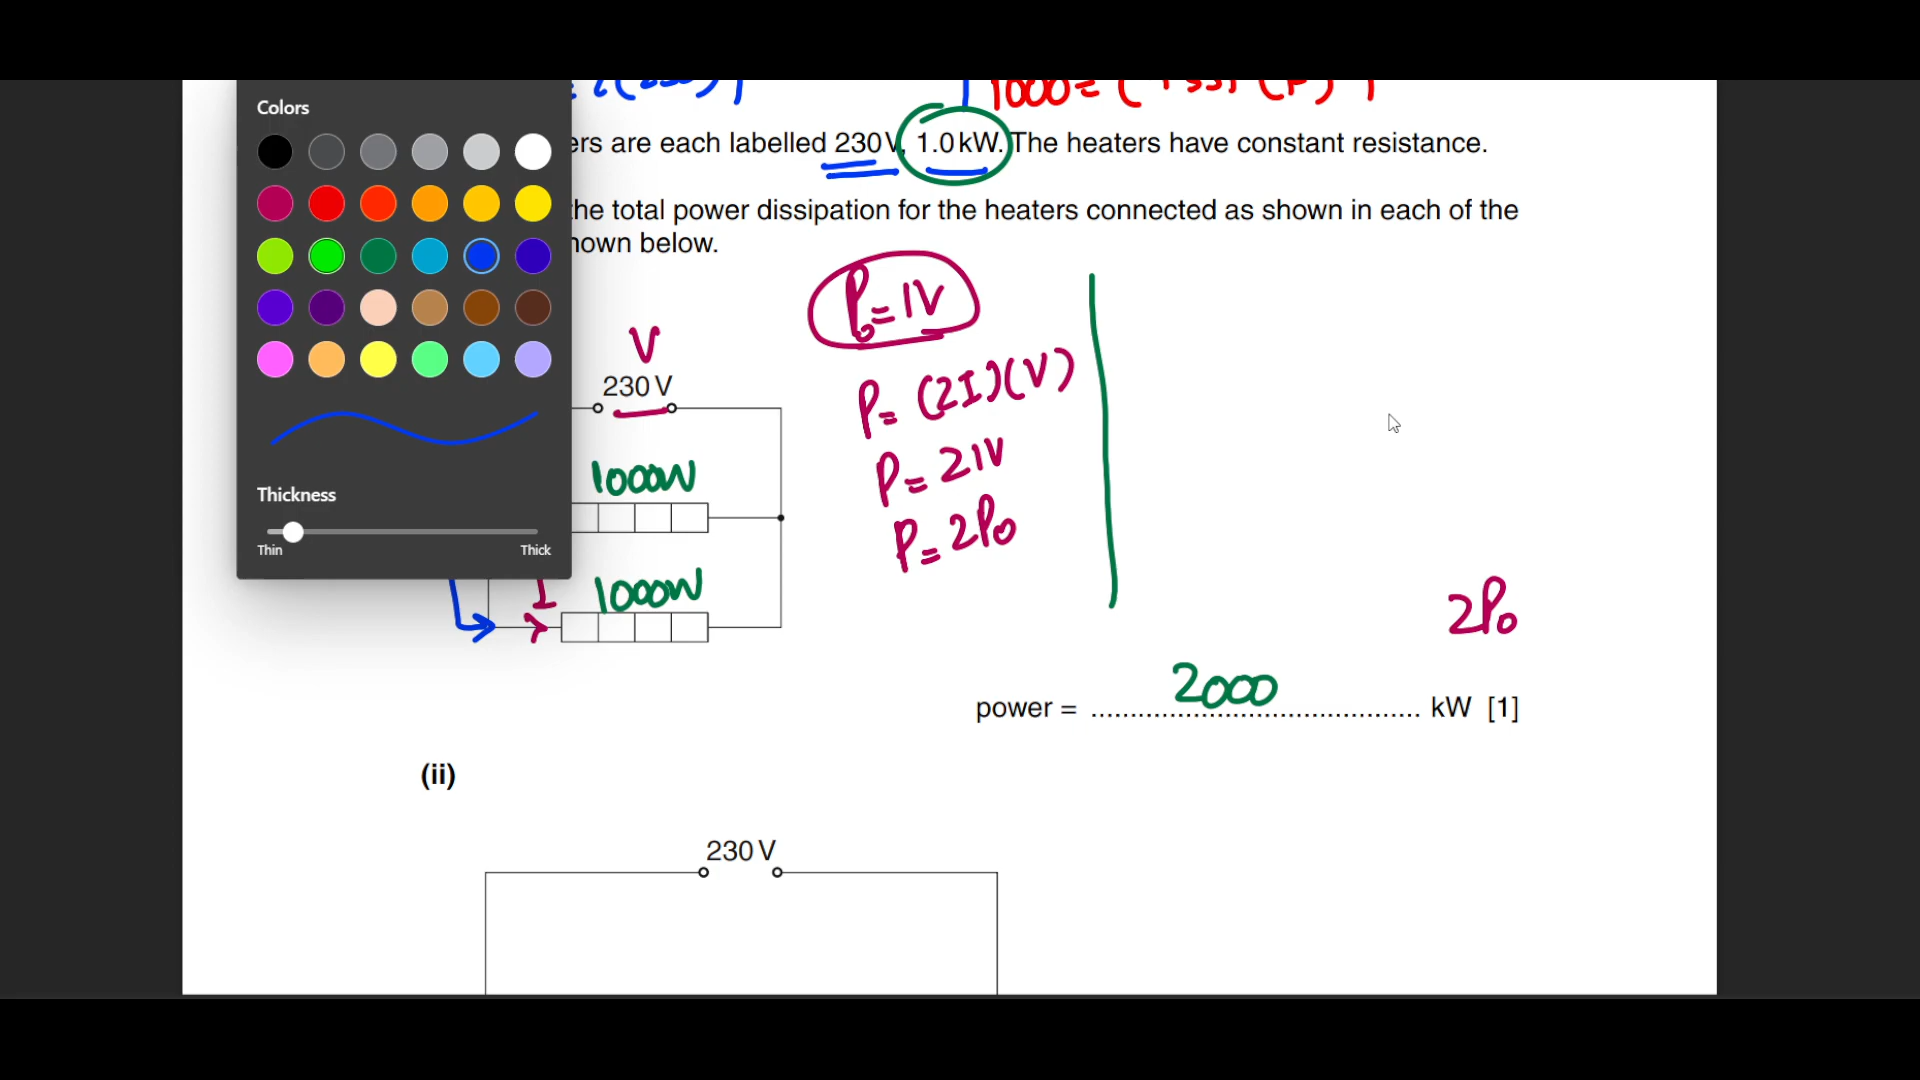 Colors
1000 =
ers are each labelled 230 V, 1.0 kW. The heaters have constant resistance.
the total power dissipation for the heaters connected as shown in each of the
hown below.
P₀ = IV
V
230 V
P = (2I)(V)
P = 2IV
1000W
Thickness
P = 2P₀
Thin
Thick
I
1000W
2P₀
2000
power = ........................................ kW [1]
(ii)
230 V